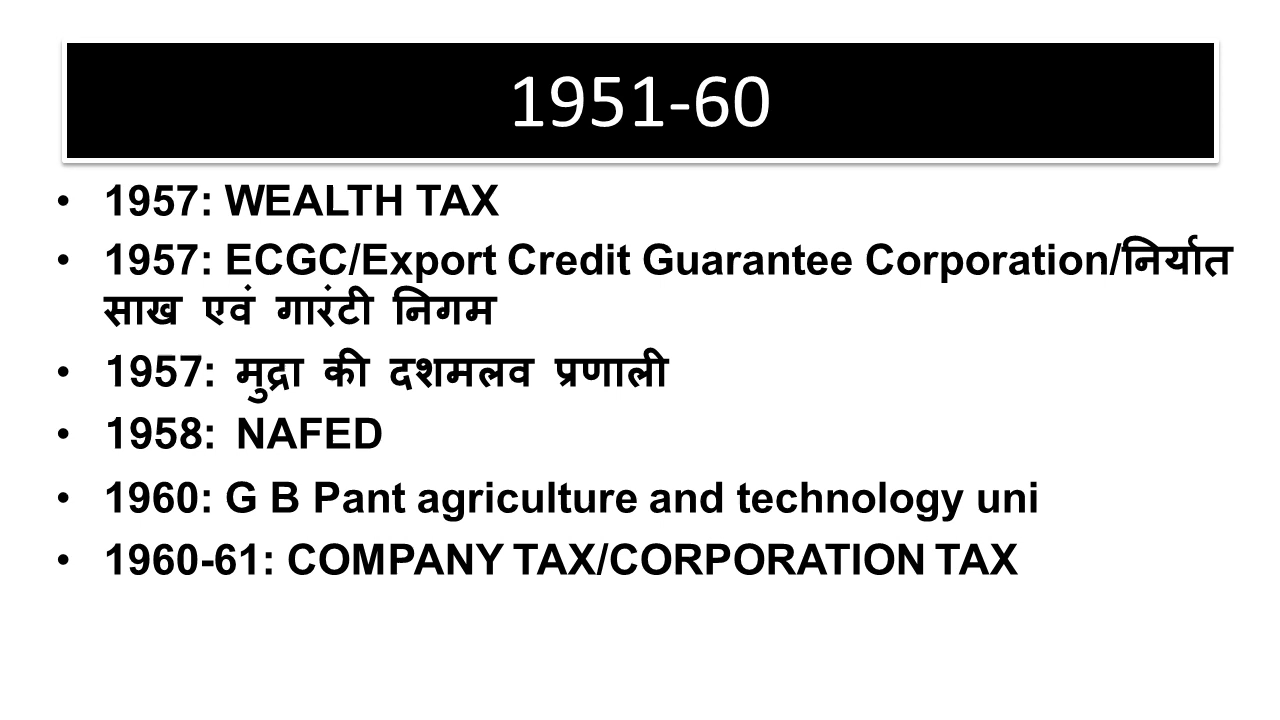 1951-60
• 1957: WEALTH TAX
• 1957: ECGC/Export Credit Guarantee Corporation/निर्यात
साख एवं गारंटी निगम
• 1957: मुद्रा की दशमलव प्रणाली
• 1958: NAFED
• 1960: G B Pant agriculture and technology uni
• 1960-61: COMPANY TAX/CORPORATION TAX